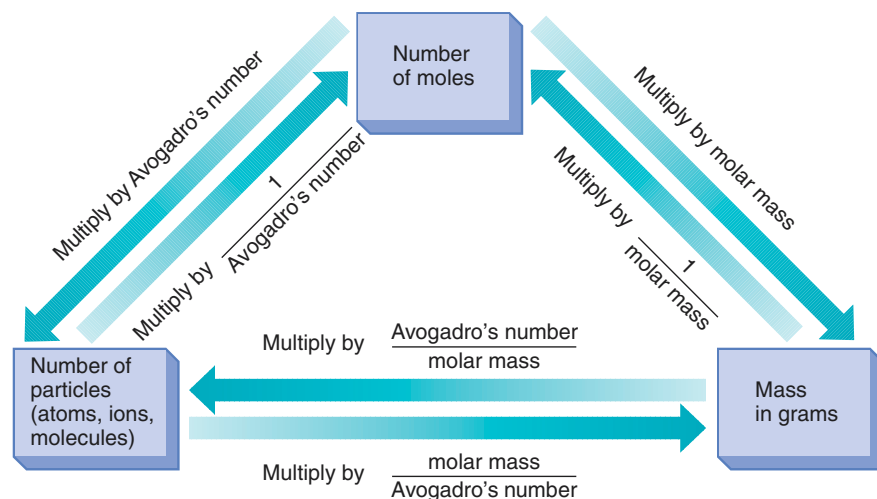 Number
of moles
Multiply by Avogadro's number
Multiply by 1
Avogadro's number
Multiply by molar mass
Multiply by 1
molar mass
Number of
particles
(atoms, ions,
molecules)
Multiply by Avogadro's number
molar mass
Mass
in grams
Multiply by molar mass
Avogadro's number